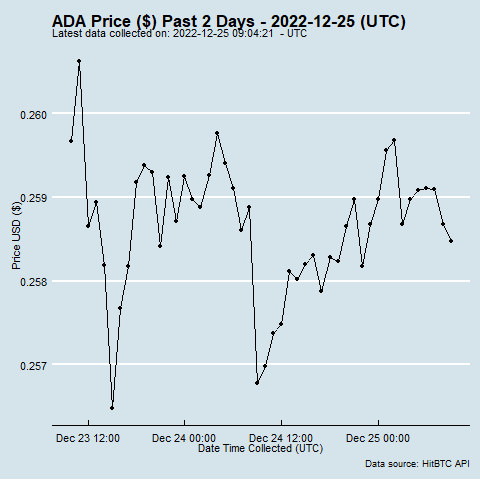 ADA Price ($) Past 2 Days - 2022-12-25 (UTC)
Latest data collected on: 2022-12-25 09:04:21  - UTC
0.260
0.259
0.258
0.257
Price USD ($)
Dec 23 12:00
Dec 24 00:00
Dec 24 12:00
Dec 25 00:00
Date Time Collected (UTC)
Data source: HitBTC API